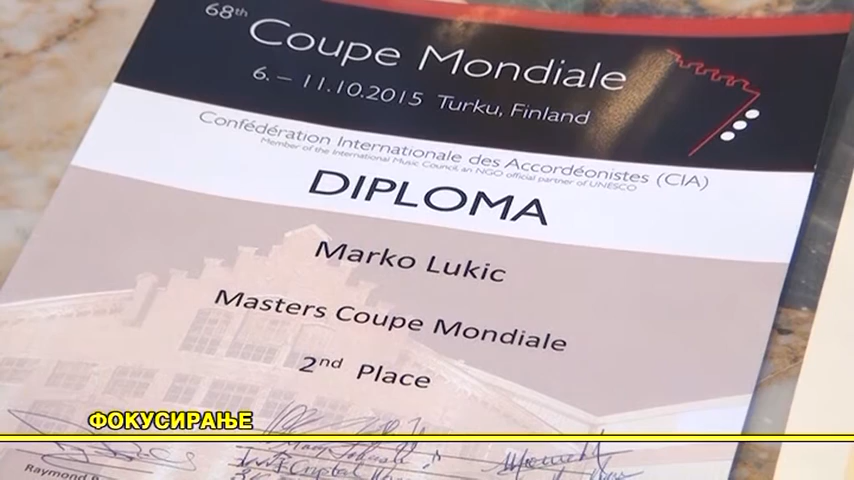 68th Coupe Mondiale
6. – 11.10.2015 Turku, Finland
Confédération Internationale des Accordéonistes (CIA)
Member of the International Music Council, an NGO official partner of UNESCO
DIPLOMA
Marko Lukic
Masters Coupe Mondiale
2nd Place
ФОКУСИРАЊЕ
Raymond